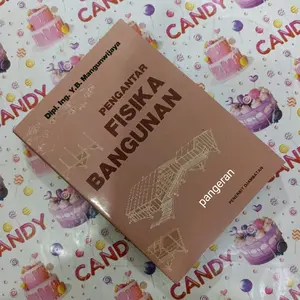 CANDY
CANDY
Dipl. Ing. Y.B. Mangunwijaya
PENGANTAR
FISIKA
BANGUNAN
pangeran
CANDY
CANDY
CANDY